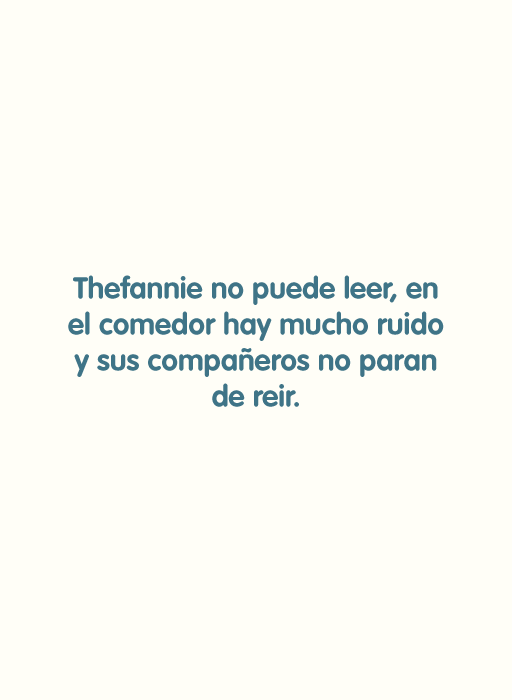 Thefannie no puede leer, en
el comedor hay mucho ruido
y sus compañeros no paran
de reir.